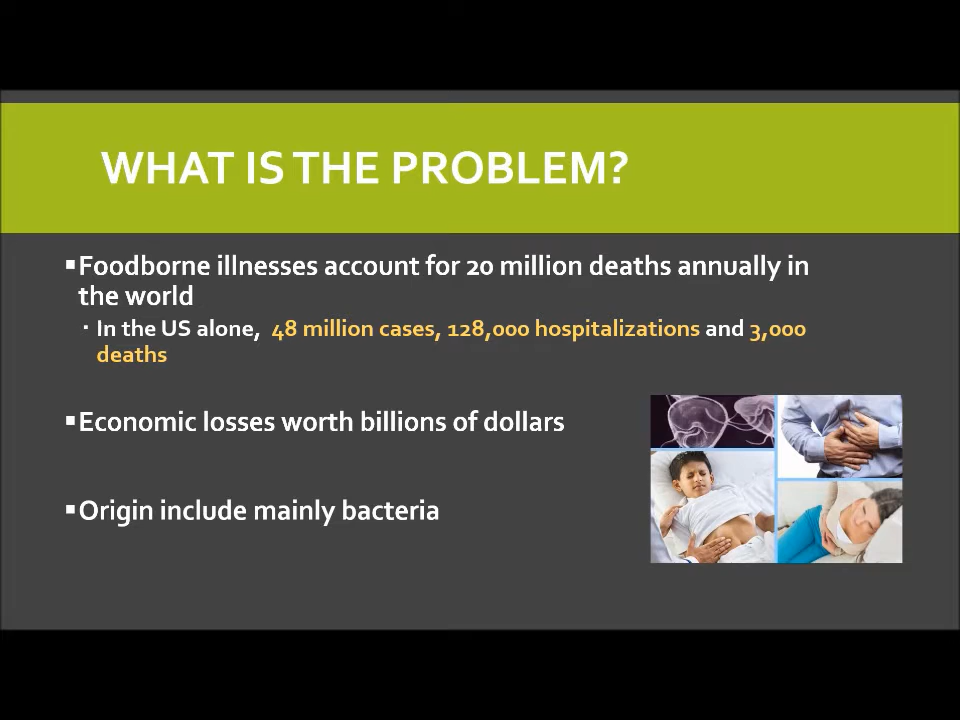 WHAT IS THE PROBLEM?
▪Foodborne illnesses account for 20 million deaths annually in
the world
▪ In the US alone, 48 million cases, 128,000 hospitalizations and 3,000
deaths
▪Economic losses worth billions of dollars
▪Origin include mainly bacteria